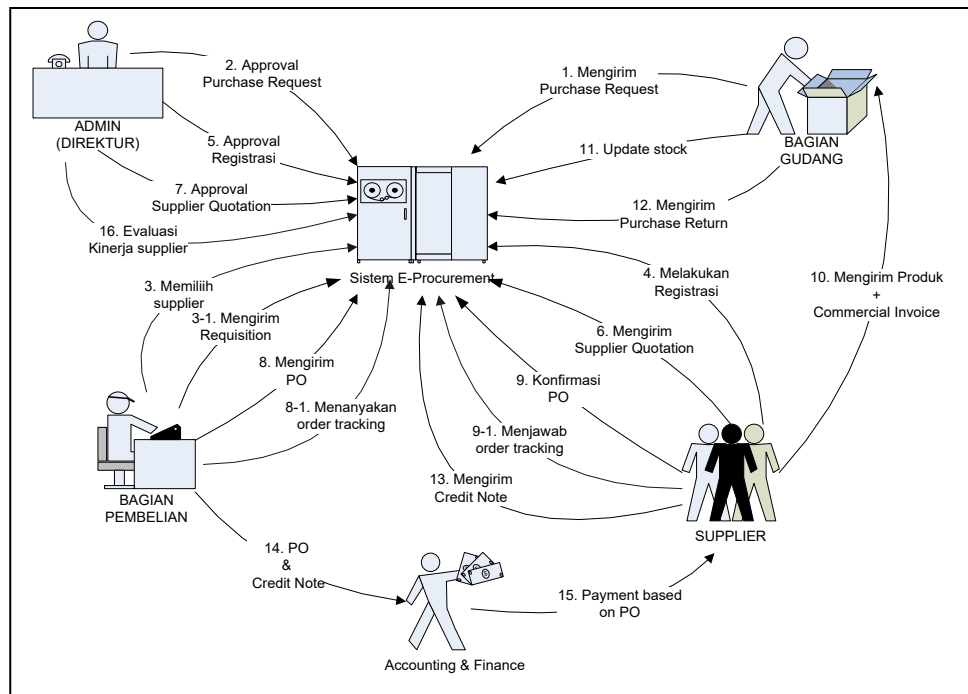 2. Approval
Purchase Request
1. Mengirim
Purchase Request
ADMIN
(DIREKTUR)
5. Approval
Registrasi
11. Update stock
BAGIAN
GUDANG
7. Approval
Supplier Quotation
12. Mengirim
Purchase Return
16. Evaluasi
Kinerja supplier
Sistem E-Procurement
3. Memiliih
supplier
4. Melakukan
Registrasi
10. Mengirim Produk
+
Commercial Invoice
3-1. Mengirim
Requisition
6. Mengirim
Supplier Quotation
8. Mengirim
PO
9. Konfirmasi
PO
8-1. Menanyakan
order tracking
9-1. Menjawab
order tracking
13. Mengirim
Credit Note
BAGIAN
PEMBELIAN
SUPPLIER
14. PO
&
Credit Note
15. Payment based
on PO
Accounting & Finance